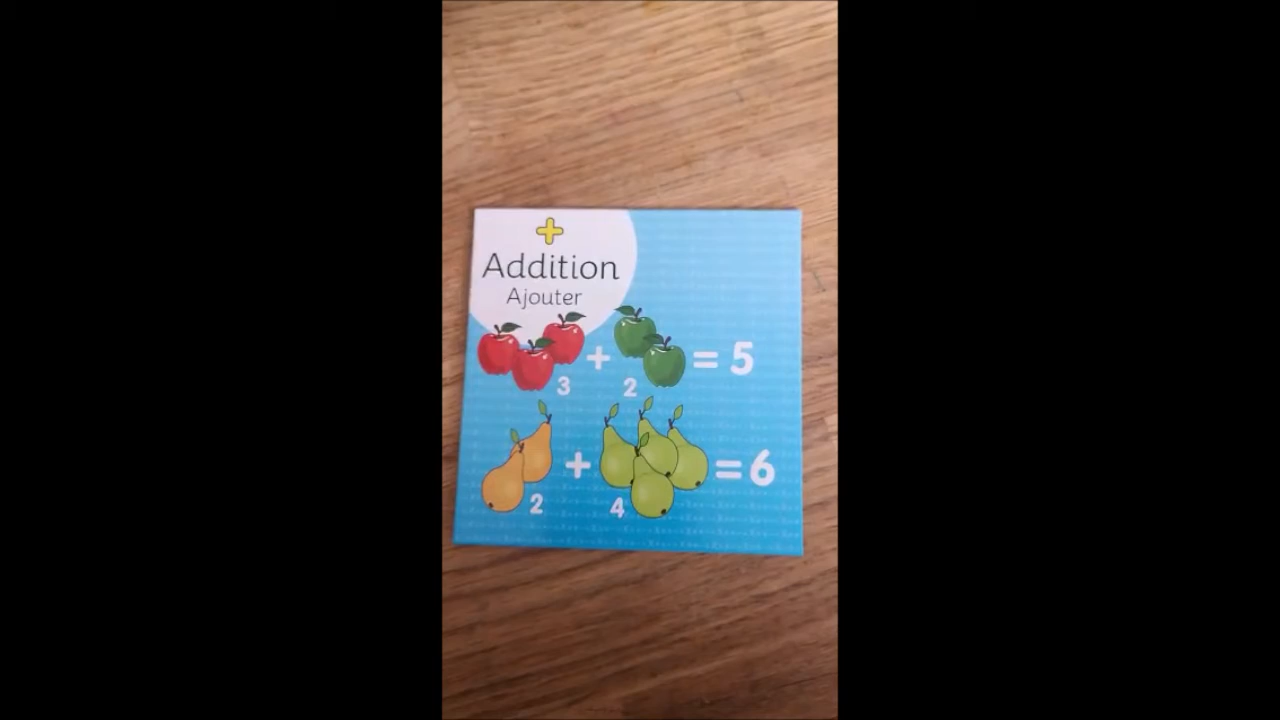 +
Addition
Ajouter
3 + 2 = 5
2 + 4 = 6